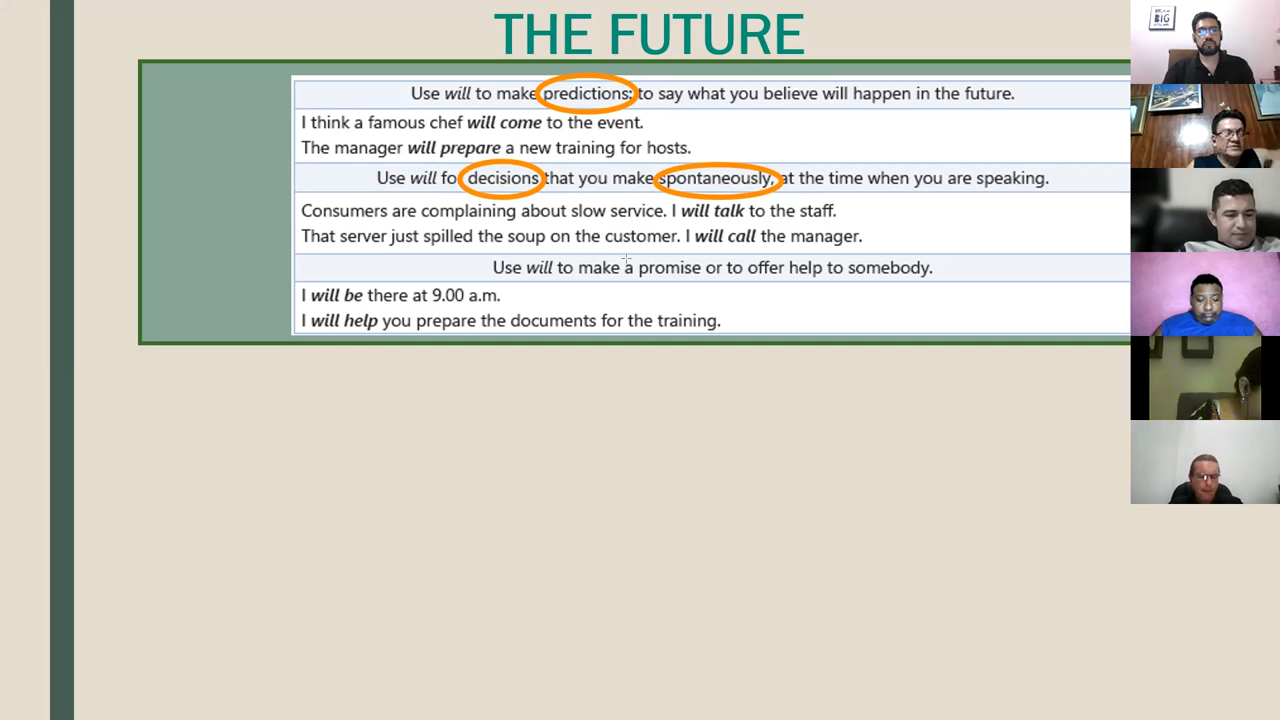 THE FUTURE
Use will to make predictions: to say what you believe will happen in the future.
I think a famous chef will come to the event.
The manager will prepare a new training for hosts.
Use will for decisions that you make spontaneously, at the time when you are speaking.
Consumers are complaining about slow service. I will talk to the staff.
That server just spilled the soup on the customer. I will call the manager.
Use will to make a promise or to offer help to somebody.
I will be there at 9.00 a.m.
I will help you prepare the documents for the training.
DREAM
BIG